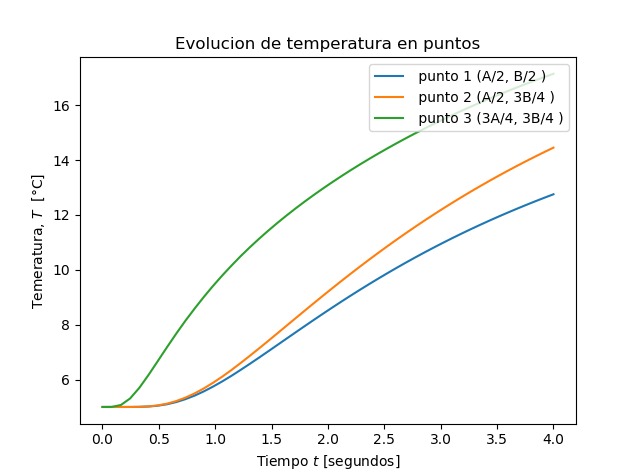 Evolucion de temperatura en puntos
punto 1 (A/2, B/2 )
punto 2 (A/2, 3B/4 )
punto 3 (3A/4, 3B/4 )
Temeratura, T [°C]
16
14
12
10
8
6
0.0 0.5 1.0 1.5 2.0 2.5 3.0 3.5 4.0
Tiempo t [segundos]